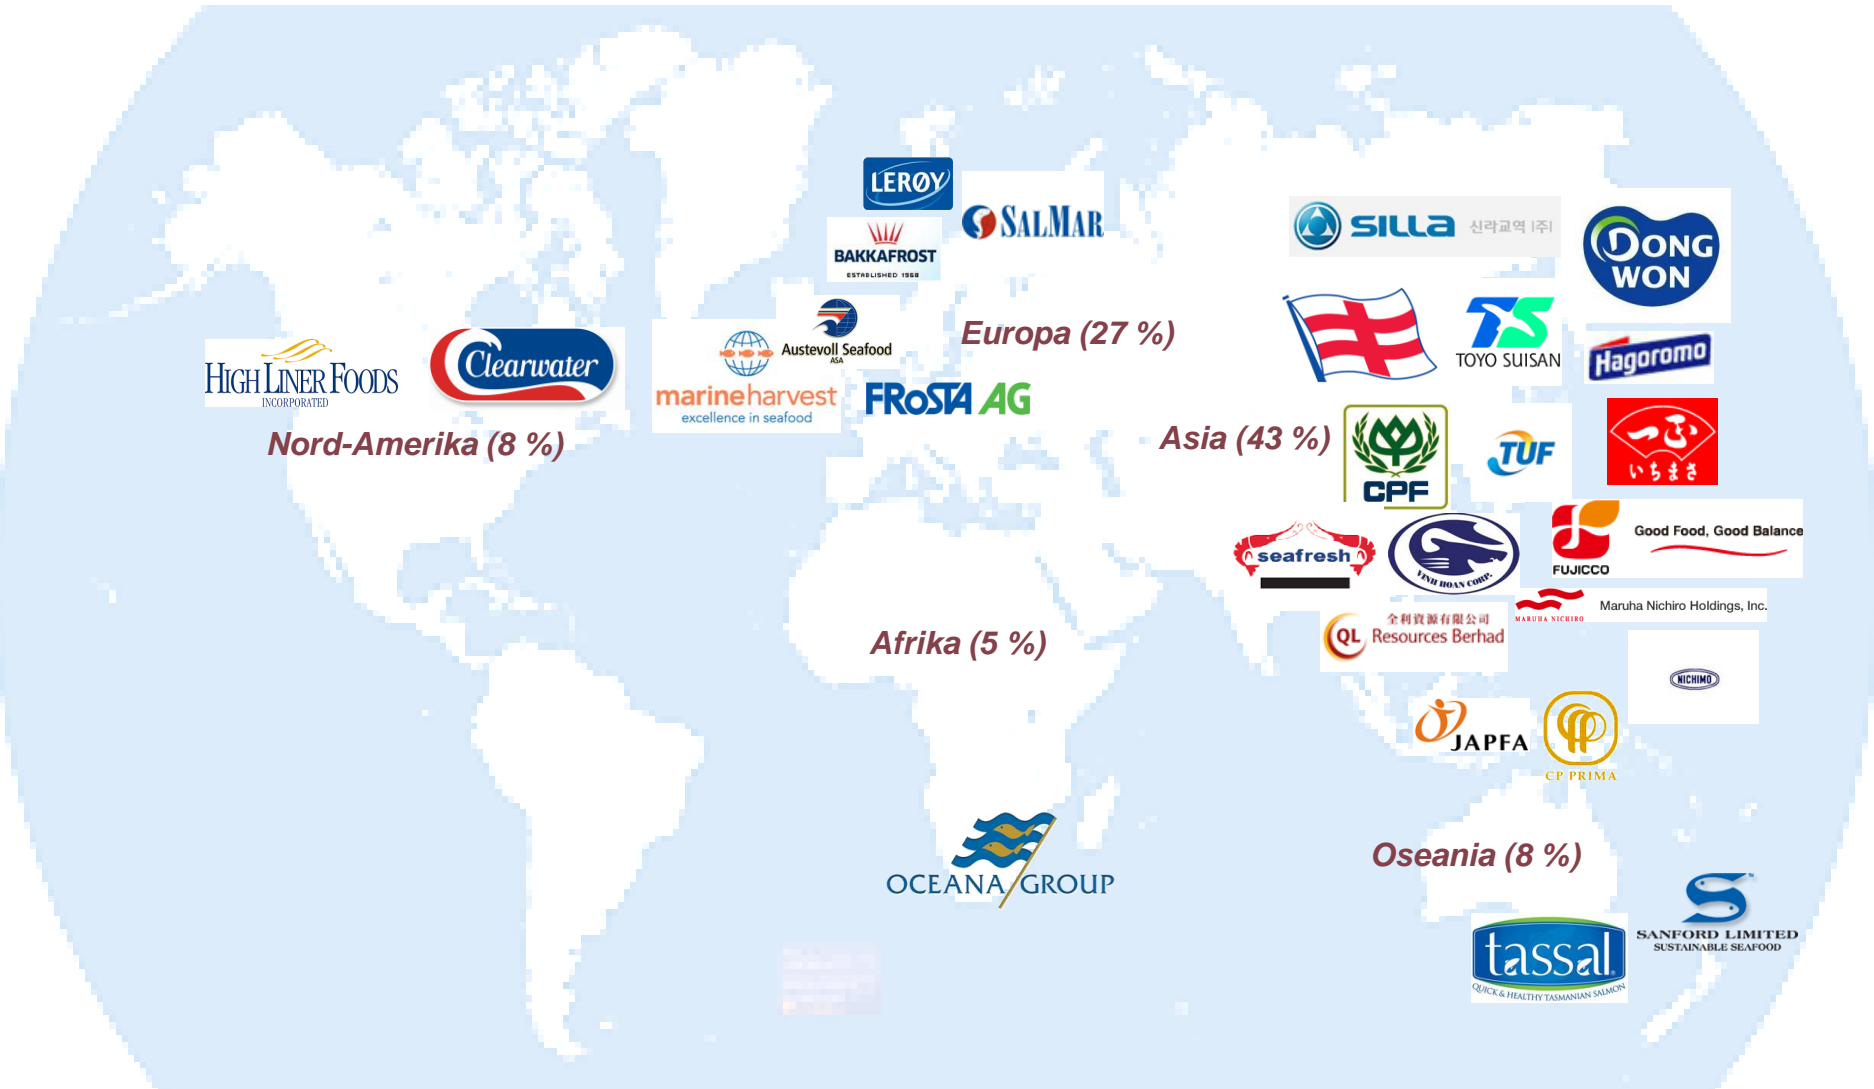 LERØY
SALMAR
BAKKAFROST
ESTABLISHED 1968
SILLA 신라교역 (주)
DONG
WON
Austevoll Seafood
ASA
Europa (27 %)
TS
TOYO SUISAN
Hagoromo
HIGH LINER FOODS
INCORPORATED
Clearwater
marineharvest
excellence in seafood
FRoSTA AG
Nord-Amerika (8 %)
Asia (43 %)
CPF
TUF
一正
いちまさ
seafresh
VINH HOAN CORP.
FUJICCO
Good Food, Good Balance
MARUHA NICHIRO
Maruha Nichiro Holdings, Inc.
QL
全利資源有限公司
Resources Berhad
Afrika (5 %)
NICHIMO
JAPFA
CP PRIMA
OCEANA GROUP
Oseania (8 %)
tassal
QUICK & HEALTHY TASMANIAN SALMON
SANFORD LIMITED
SUSTAINABLE SEAFOOD